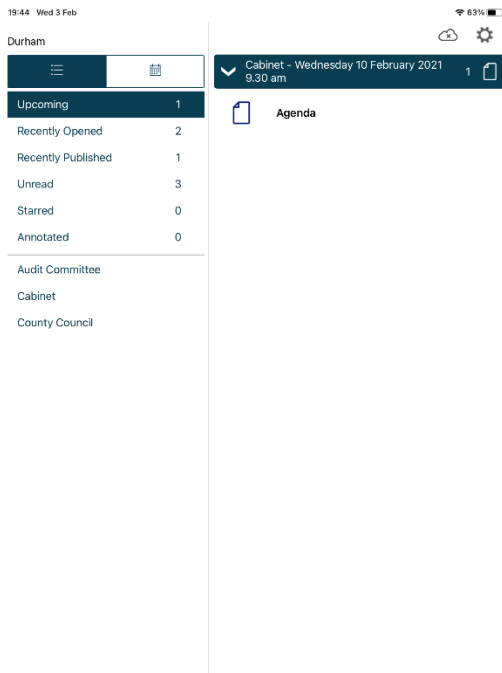 19:44 Wed 3 Feb
63%
Durham
Upcoming 1
Recently Opened 2
Recently Published 1
Unread 3
Starred 0
Annotated 0
Audit Committee
Cabinet
County Council
Cabinet - Wednesday 10 February 2021
9.30 am
1
Agenda